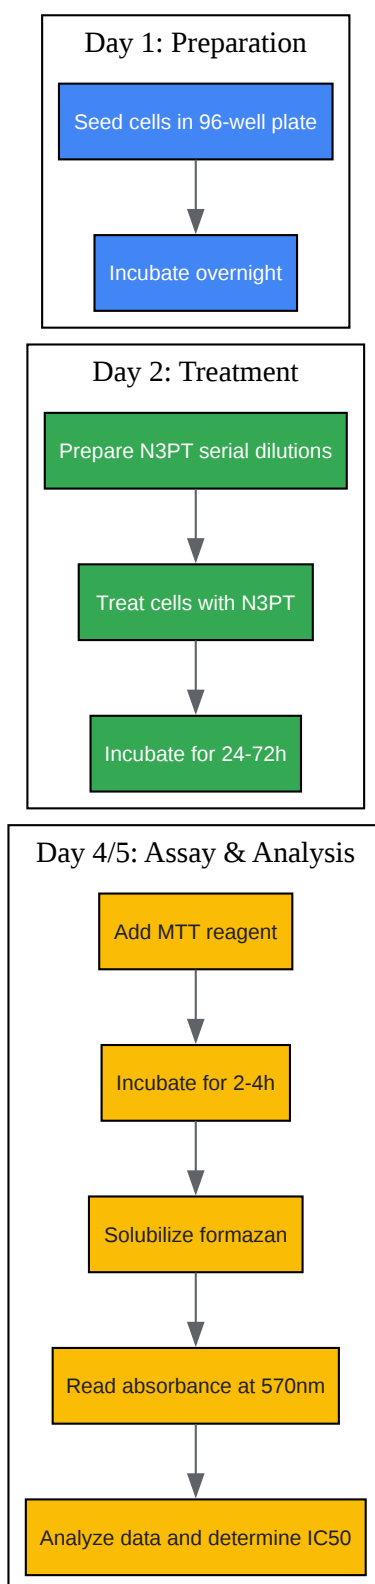 Day 1: Preparation
Seed cells in 96-well plate
Incubate overnight
Day 2: Treatment
Prepare N3PT serial dilutions
Treat cells with N3PT
Incubate for 24-72h
Day 4/5: Assay & Analysis
Add MTT reagent
Incubate for 2-4h
Solubilize formazan
Read absorbance at 570nm
Analyze data and determine IC50